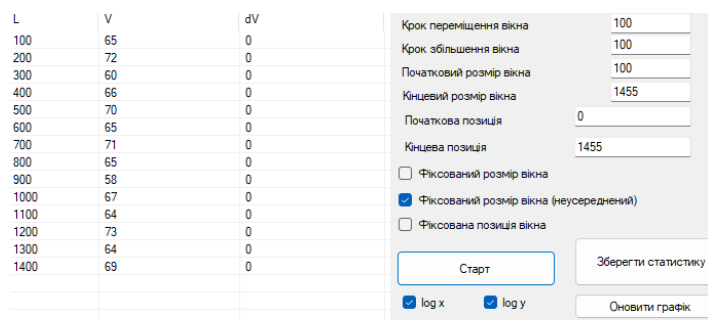 L V dV
100 65 0
200 72 0
300 60 0
400 66 0
500 70 0
600 65 0
700 71 0
800 65 0
900 58 0
1000 67 0
1100 64 0
1200 73 0
1300 64 0
1400 69 0
Крок переміщення вікна 100
Крок збільшення вікна 100
Початковий розмір вікна 100
Кінцевий розмір вікна 1455
Початкова позиція 0
Кінцева позиція 1455
Фіксований розмір вікна
Фіксований розмір вікна (неусереднений)
Фіксована позиція вікна
Старт Зберегти статистику
log x log y Оновити графік